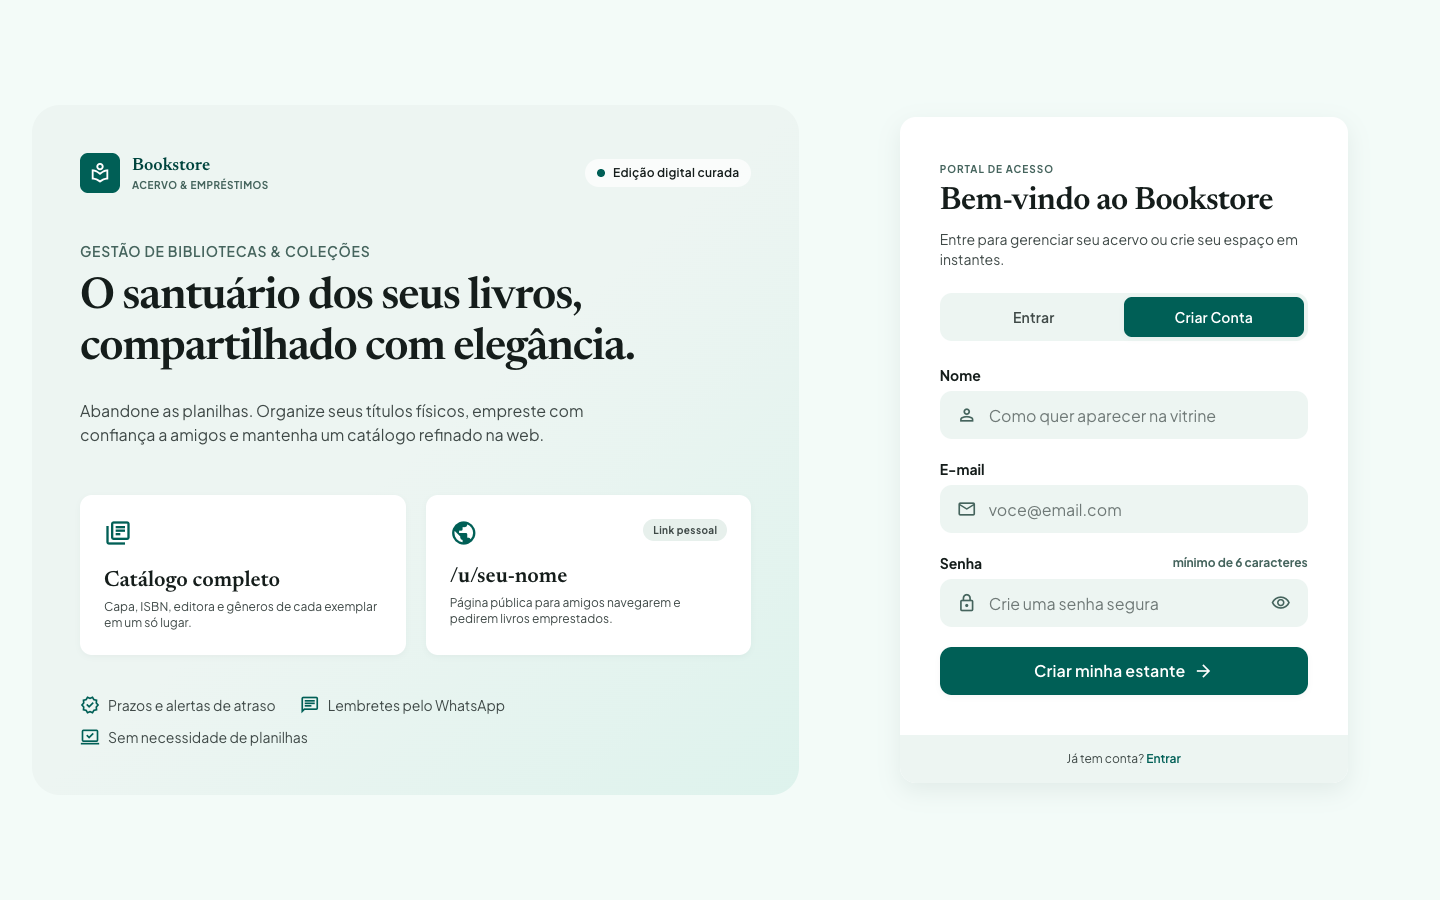 Bookstore
ACERVO & EMPRÉSTIMOS
Edição digital curada
GESTÃO DE BIBLIOTECAS & COLEÇÕES
O santuário dos seus livros,
compartilhado com elegância.
Abandone as planilhas. Organize seus títulos físicos, empreste com
confiança a amigos e mantenha um catálogo refinado na web.
Catálogo completo
Capa, ISBN, editora e gêneros de cada exemplar
em um só lugar.
Link pessoal
/u/seu-nome
Página pública para amigos navegarem e
pedirem livros emprestados.
Prazos e alertas de atraso
Lembretes pelo WhatsApp
Sem necessidade de planilhas
PORTAL DE ACESSO
Bem-vindo ao Bookstore
Entre para gerenciar seu acervo ou crie seu espaço em
instantes.
Entrar
Criar Conta
Nome
Como quer aparecer na vitrine
E-mail
voce@email.com
Senha
mínimo de 6 caracteres
Crie uma senha segura
Criar minha estante
Já tem conta? Entrar